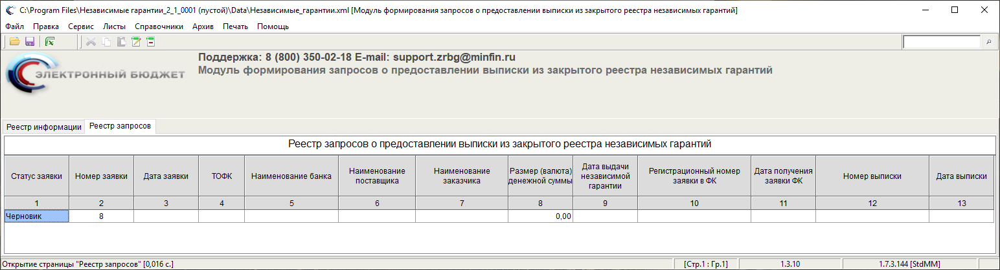 C:\Program Files\Независимые гарантии_2_1_0001 (пустой)\Data\Независимые_гарантии.xml [Модуль формирования запросов о предоставлении выписки из закрытого реестра независимых гарантий]
Файл Правка Сервис Листы Справочники Архив Печать Помощь
Поддержка: 8 (800) 350-02-18 E-mail: support.zrbg@minfin.ru
Модуль формирования запросов о предоставлении выписки из закрытого реестра независимых гарантий
ЭЛЕКТРОННЫЙ БЮДЖЕТ
Реестр информации Реестр запросов
Реестр запросов о предоставлении выписки из закрытого реестра независимых гарантий
Статус заявки Номер заявки Дата заявки ТОФК Наименование банка Наименование поставщика Наименование заказчика Размер (валюта) денежной суммы Дата выдачи независимой гарантии Регистрационный номер заявки в ФК Дата получения заявки ФК Номер выписки Дата выписки
1 2 3 4 5 6 7 8 9 10 11 12 13
Черновик 8 0,00
Открытие страницы "Реестр запросов" [0,016 с.] [Стр.1 : Гр.1] 1.3.10 1.7.3.144 [StdMM]